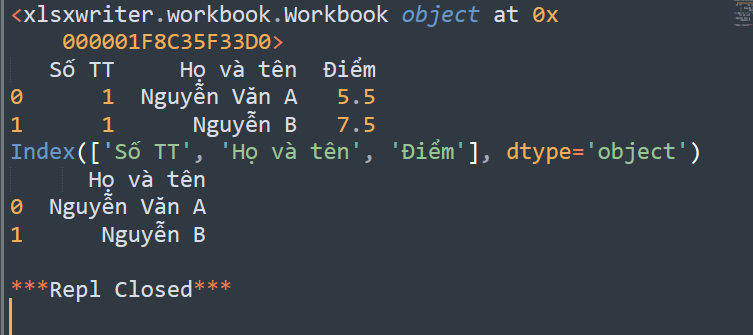 <xlsxwriter.workbook.Workbook object at 0x
000001F8C35F33D0>
Số TT Họ và tên Điểm
0 1 Nguyễn Văn A 5.5
1 1 Nguyễn B 7.5
Index(['Số TT', 'Họ và tên', 'Điểm'], dtype='object')
Họ và tên
0 Nguyễn Văn A
1 Nguyễn B
***Repl Closed***